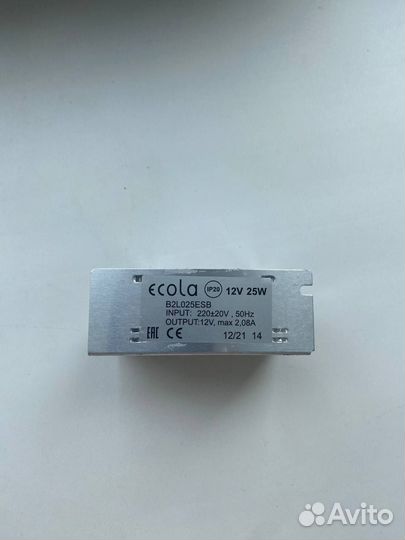 ecola IP20 12V 25W
B2L025ESB
INPUT: 220±20V , 50Hz
OUTPUT:12V, max 2,08A
EAC CE 12/21 14
Avito